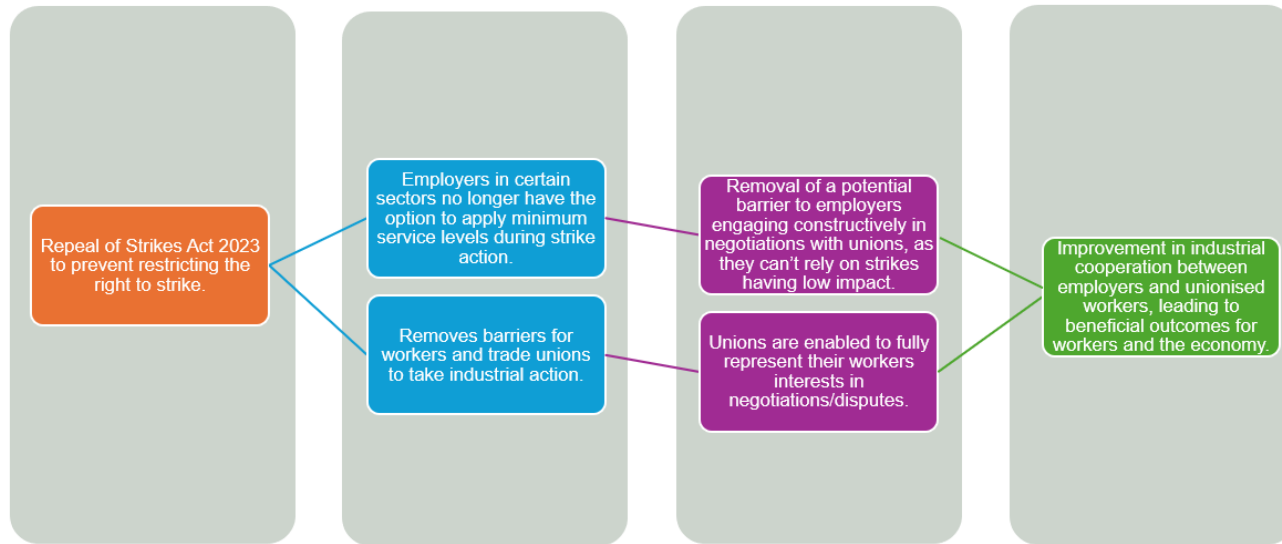 Repeal of Strikes Act 2023
to prevent restricting the
right to strike.
Employers in certain
sectors no longer have the
option to apply minimum
service levels during strike
action.
Removes barriers for
workers and trade unions
to take industrial action.
Removal of a potential
barrier to employers
engaging constructively in
negotiations with unions, as
they can’t rely on strikes
having low impact.
Unions are enabled to fully
represent their workers
interests in
negotiations/disputes.
Improvement in industrial
cooperation between
employers and unionised
workers, leading to
beneficial outcomes for
workers and the economy.